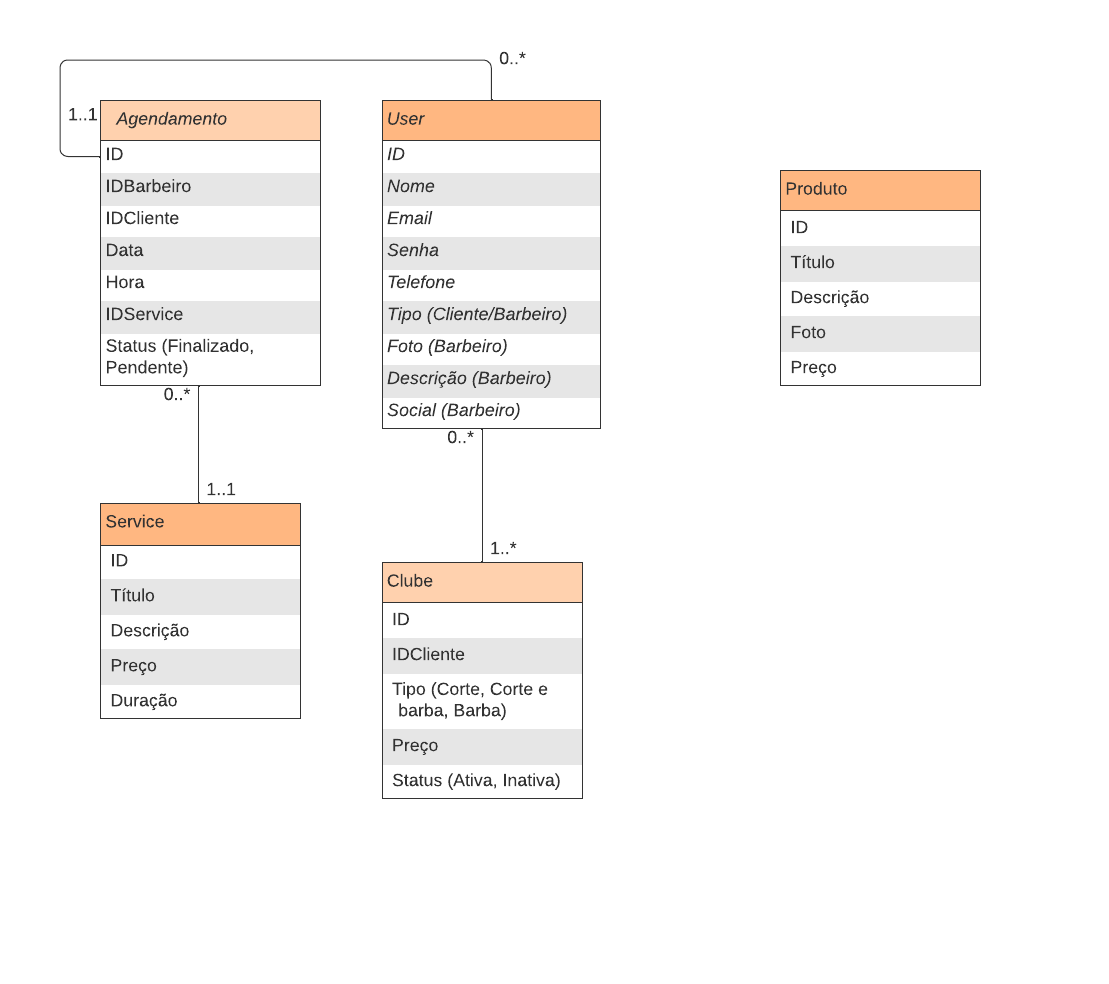 0..*
1..1
Agendamento
ID
IDBarbeiro
IDCliente
Data
Hora
IDService
Status (Finalizado,
Pendente)
0..*
1..1
User
ID
Nome
Email
Senha
Telefone
Tipo (Cliente/Barbeiro)
Foto (Barbeiro)
Descrição (Barbeiro)
Social (Barbeiro)
0..*
1..*
Produto
ID
Título
Descrição
Foto
Preço
Service
ID
Título
Descrição
Preço
Duração
Clube
ID
IDCliente
Tipo (Corte, Corte e
barba, Barba)
Preço
Status (Ativa, Inativa)